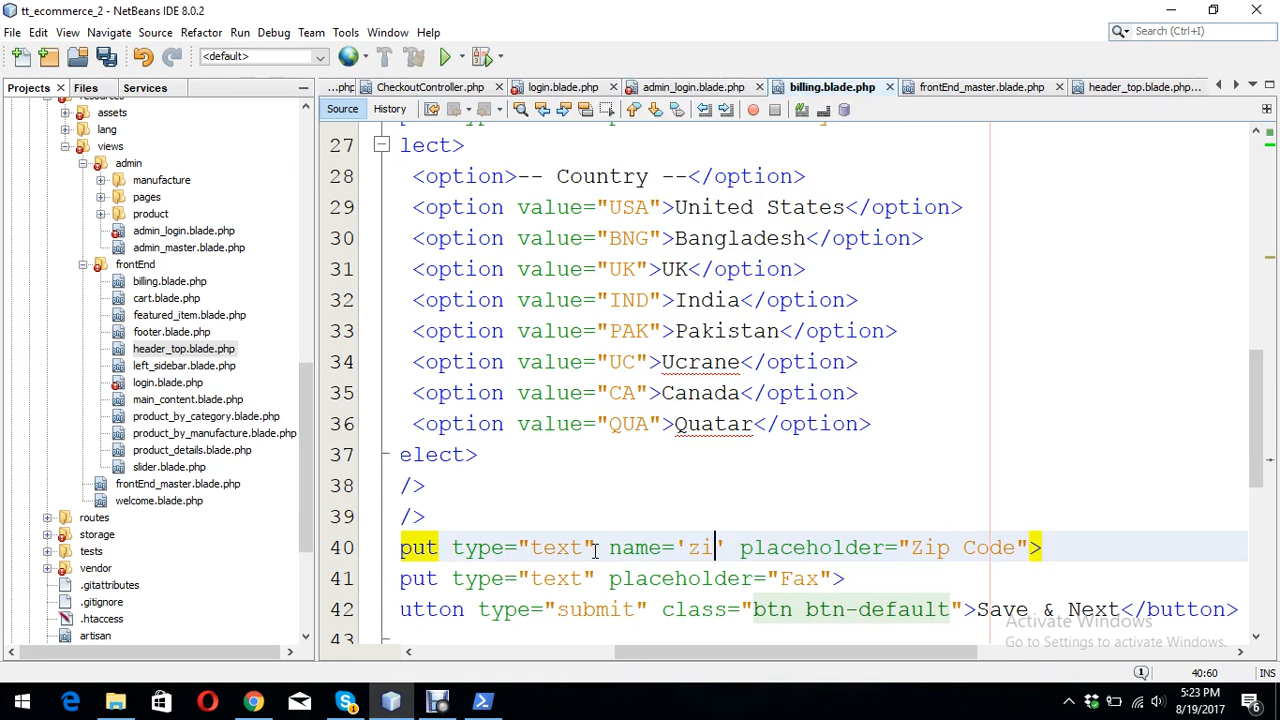 tt_ecommerce_2 - NetBeans IDE 8.0.2
File Edit View Navigate Source Refactor Run Debug Team Tools Window Help
Search (Ctrl+I)
<default>
Projects Files Services
...php CheckoutController.php login.blade.php admin_login.blade.php billing.blade.php frontEnd_master.blade.php header_top.blade.php...
Source History
resources
assets
lang
views
admin
manufacture
pages
product
admin_login.blade.php
admin_master.blade.php
frontEnd
billing.blade.php
cart.blade.php
featured_item.blade.php
footer.blade.php
header_top.blade.php
left_sidebar.blade.php
login.blade.php
main_content.blade.php
product_by_category.blade.php
product_by_manufacture.blade.php
product_details.blade.php
slider.blade.php
frontEnd_master.blade.php
welcome.blade.php
routes
storage
tests
vendor
.gitattributes
.gitignore
.htaccess
artisan
27 lect>
28 <option>-- Country --</option>
29 <option value="USA">United States</option>
30 <option value="BNG">Bangladesh</option>
31 <option value="UK">UK</option>
32 <option value="IND">India</option>
33 <option value="PAK">Pakistan</option>
34 <option value="UC">Ucrane</option>
35 <option value="CA">Canada</option>
36 <option value="QUA">Quatar</option>
37 elect>
38 />
39 />
40 put type="text" name='zi' placeholder="Zip Code">
41 put type="text" placeholder="Fax">
42 utton type="submit" class="btn btn-default">Save & Next</button>
43
Activate Windows
Go to Settings to activate Windows.
1 40:60 INS
5:23 PM
8/19/2017
6